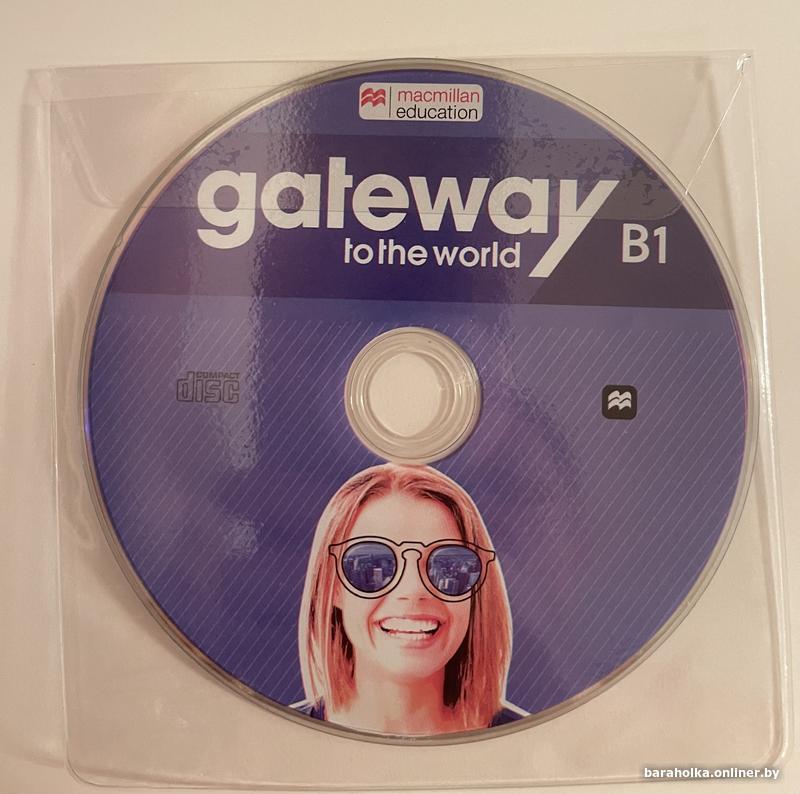 macmillan
education
gateway
to the world
B1
COMPACT
disc
baraholka.onliner.by